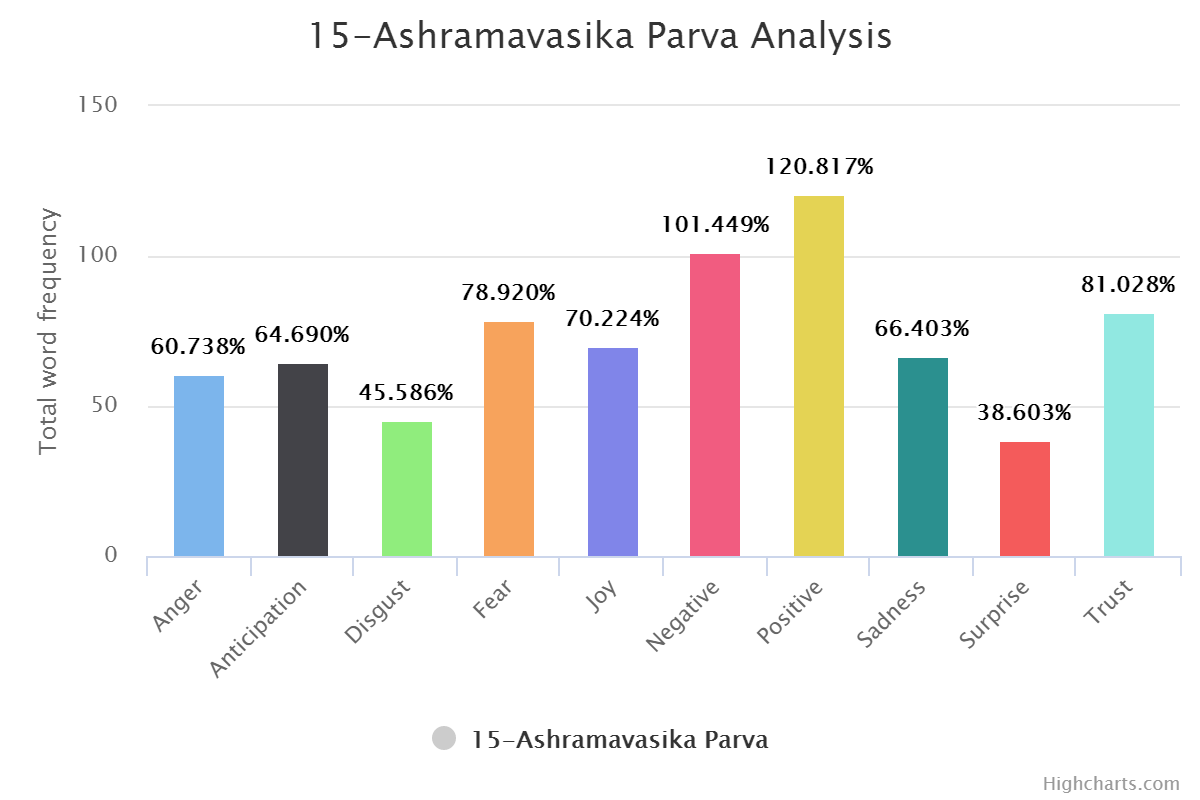 15-Ashramavasika Parva Analysis
Total word frequency
150
100
50
0
60.738%
64.690%
45.586%
78.920%
70.224%
101.449%
120.817%
66.403%
38.603%
81.028%
Anger
Anticipation
Disgust
Fear
Joy
Negative
Positive
Sadness
Surprise
Trust
15-Ashramavasika Parva
Highcharts.com